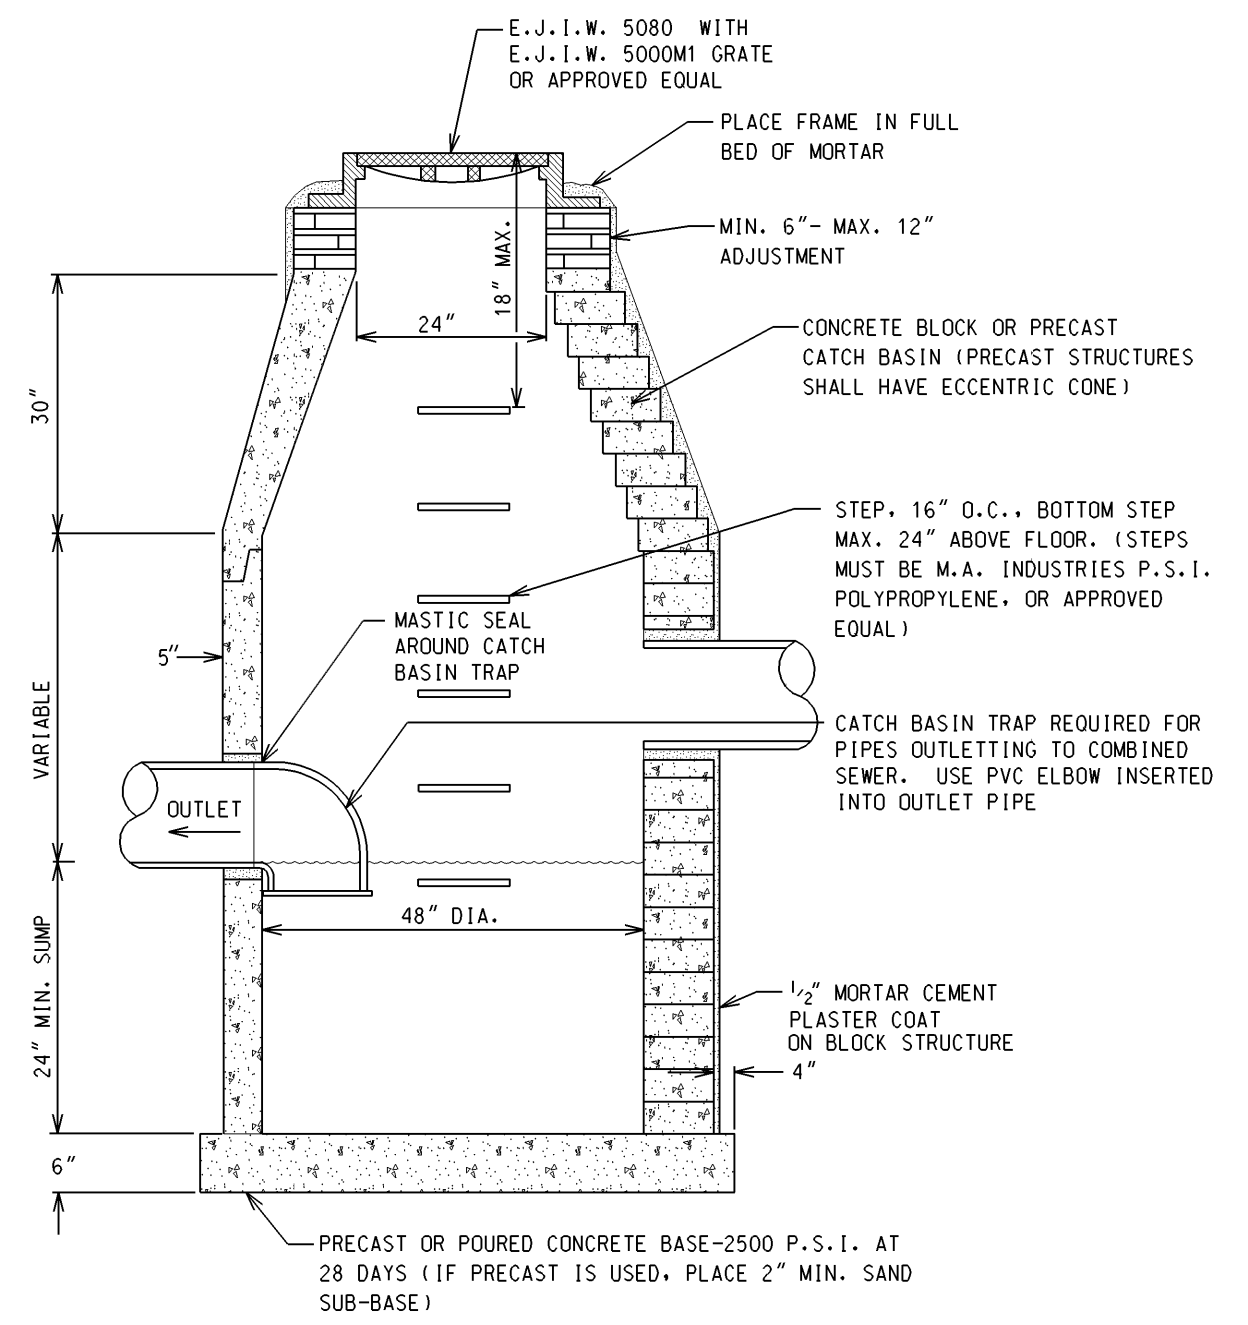 E.J.I.W. 5080 WITH
E.J.I.W. 5000M1 GRATE
OR APPROVED EQUAL
PLACE FRAME IN FULL
BED OF MORTAR
MIN. 6"- MAX. 12"
ADJUSTMENT
18" MAX.
24"
CONCRETE BLOCK OR PRECAST
CATCH BASIN (PRECAST STRUCTURES
SHALL HAVE ECCENTRIC CONE)
30"
STEP, 16" O.C., BOTTOM STEP
MAX. 24" ABOVE FLOOR. (STEPS
MUST BE M.A. INDUSTRIES P.S.I.
POLYPROPYLENE, OR APPROVED
EQUAL)
MASTIC SEAL
AROUND CATCH
BASIN TRAP
5"
VARIABLE
CATCH BASIN TRAP REQUIRED FOR
PIPES OUTLETTING TO COMBINED
SEWER. USE PVC ELBOW INSERTED
INTO OUTLET PIPE
OUTLET
48" DIA.
24" MIN. SUMP
1/2" MORTAR CEMENT
PLASTER COAT
ON BLOCK STRUCTURE
4"
6"
PRECAST OR POURED CONCRETE BASE-2500 P.S.I. AT
28 DAYS (IF PRECAST IS USED, PLACE 2" MIN. SAND
SUB-BASE)